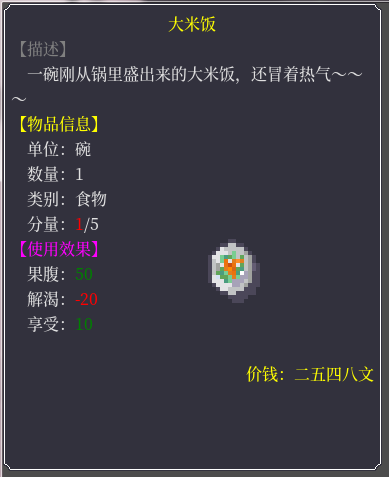 大米饭
【描述】
一碗刚从锅里盛出来的大米饭，还冒着热气～～
～
【物品信息】
单位：碗
数量：1
类别：食物
分量：1/5
【使用效果】
果腹：50
解渴：-20
享受：10
价钱：二五四八文